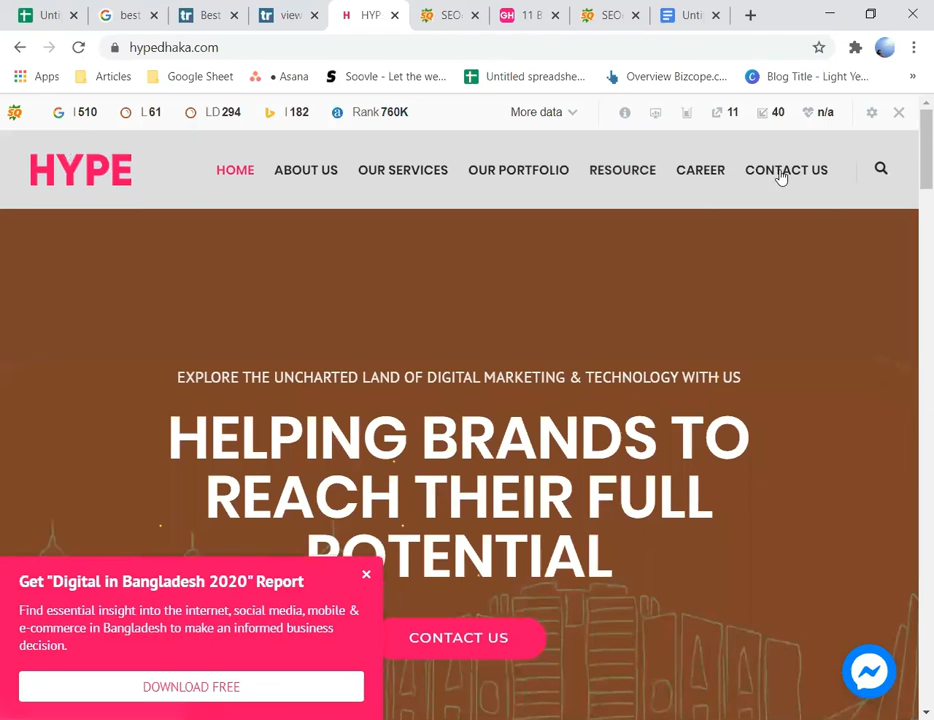 Unti best Best view HYP SEO 11 B SEO Unti
hypedhaka.com
Apps Articles Google Sheet Asana Soovle - Let the we... Untitled spreadshe... Overview Bizcope.c... Blog Title - Light Ye... »
I 510 L 61 LD 294 I 182 Rank 760K More data 11 40 n/a
HYPE HOME ABOUT US OUR SERVICES OUR PORTFOLIO RESOURCE CAREER CONTACT US
EXPLORE THE UNCHARTED LAND OF DIGITAL MARKETING & TECHNOLOGY WITH US
HELPING BRANDS TO
REACH THEIR FULL
POTENTIAL
Get "Digital in Bangladesh 2020" Report
Find essential insight into the internet, social media, mobile &
e-commerce in Bangladesh to make an informed business
decision.
DOWNLOAD FREE
CONTACT US